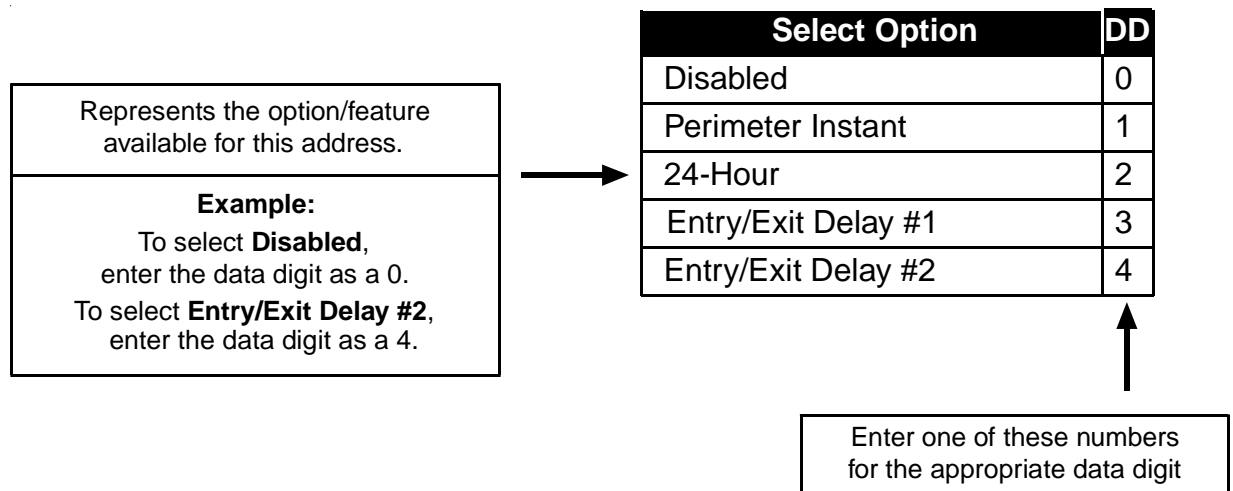 Represents the option/feature
available for this address.
Example:
To select Disabled,
enter the data digit as a 0.
To select Entry/Exit Delay #2,
enter the data digit as a 4.
Select Option DD
Disabled 0
Perimeter Instant 1
24-Hour 2
Entry/Exit Delay #1 3
Entry/Exit Delay #2 4
Enter one of these numbers
for the appropriate data digit